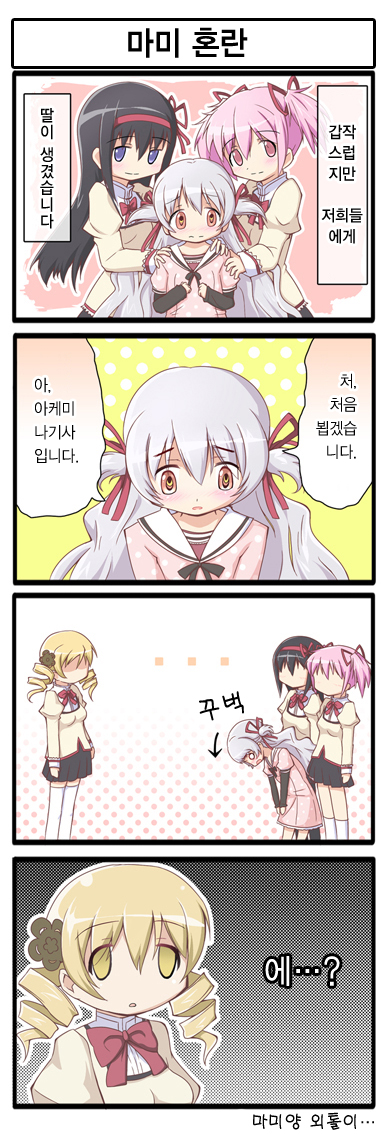 마미 혼란
갑작
스럽
지만
저희들
에게
딸이 생겼습니다
처,
처음
뵙겠습
니다.
아,
아케미
나기사
입니다.
...
꾸벅
에…?
마미양 외톨이…